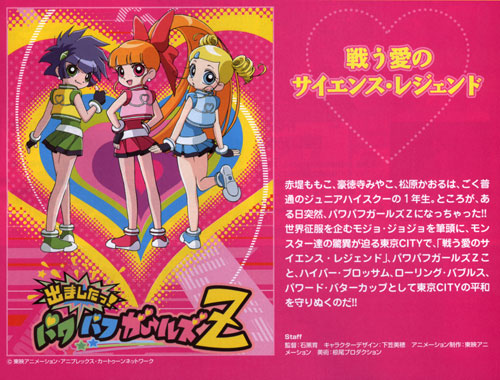 戦う愛の
サイエンス・レジェンド
赤堤ももこ、豪徳寺みやこ、松原かおるは、ごく普
通のジュニアハイスクーの1年生。ところが、あ
る日突然、パワパフガールズZになっちゃった!!
世界征服を企むモジョ・ジョジョを筆頭に、モンス
ター達の驚異が迫る東京CITYで、「戦う愛のサ
イエンス・レジェンド」、パワパフガールズZこ
と、ハイパー・ブロッサム、ローリング・バブルス、
パワード・バターカップとして東京CITYの平和
を守りぬくのだ!!
出ましたっ!
パワパフガールズZ
Staff
監督:石黒育 キャラクターデザイン:下笠美穂 アニメーション制作:東映アニ
メーション 美術:椋尾プロダクション
© 東映アニメーション・アニプレックス・カートゥーンネットワーク